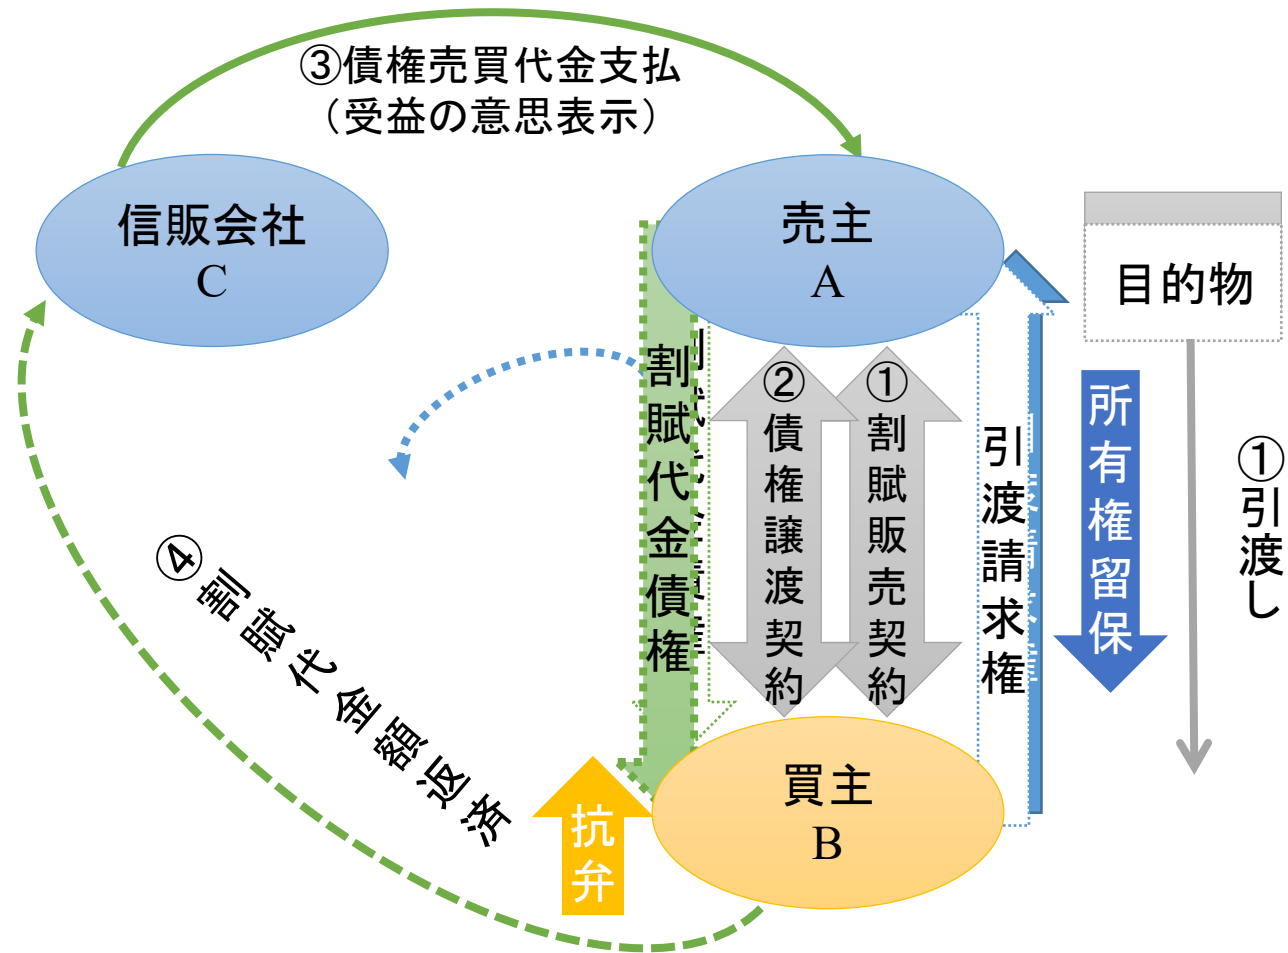 ③債権売買代金支払
（受益の意思表示）
信販会社
C
売主
A
目的物
割賦代金債権
②債権譲渡契約
①割賦販売契約
引渡請求権
所有権留保
①引渡し
④割賦代金額返済
抗弁
買主
B